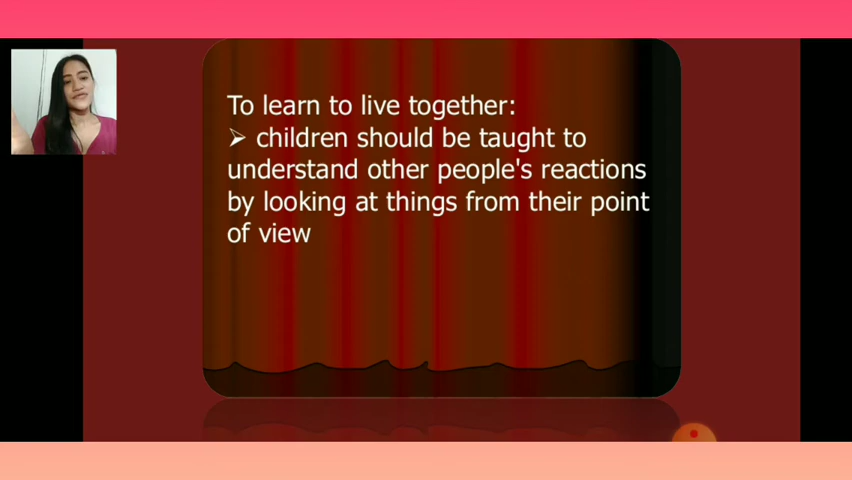 To learn to live together:
➢ children should be taught to
understand other people's reactions
by looking at things from their point
of view